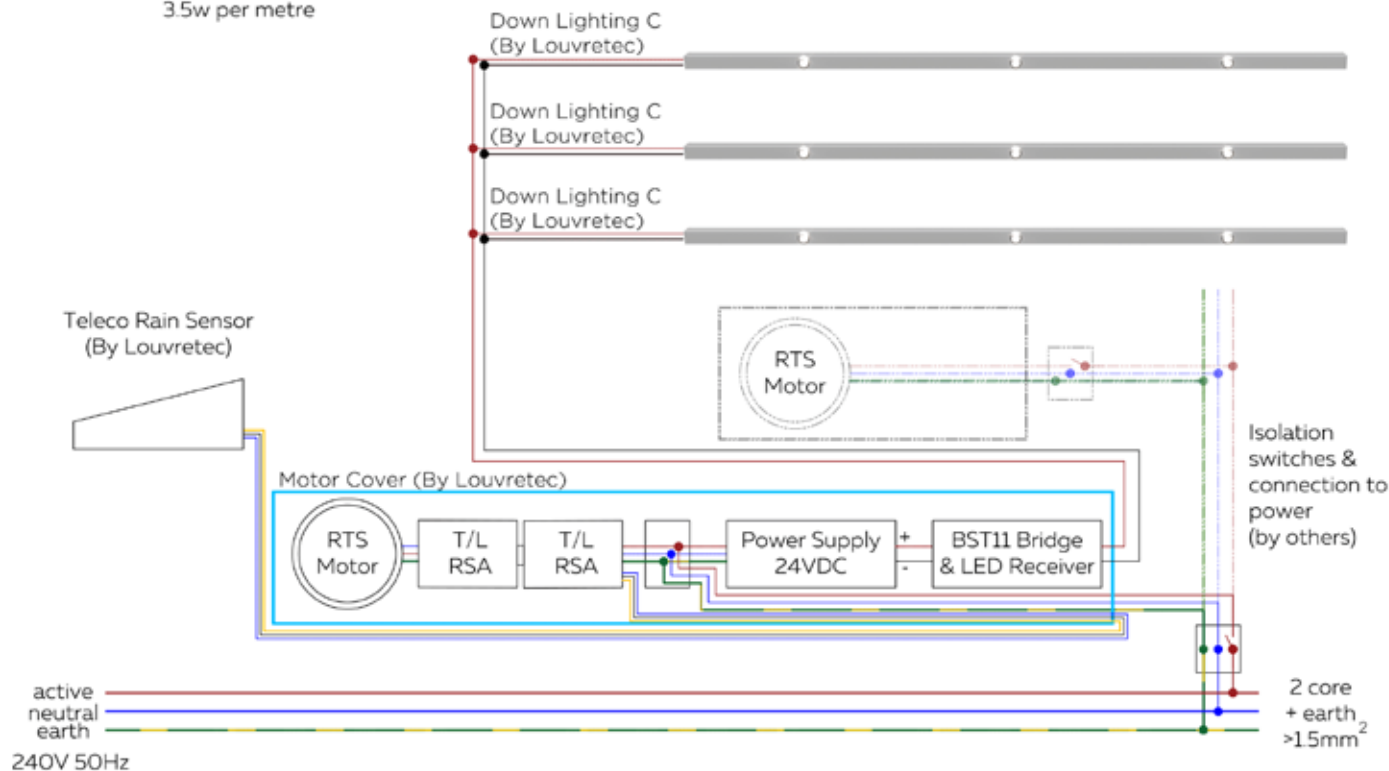 3.5w per metre
Down Lighting C
(By Louvretec)
Down Lighting C
(By Louvretec)
Down Lighting C
(By Louvretec)
Teleco Rain Sensor
(By Louvretec)
RTS
Motor
Isolation
switches &
connection to
power
(by others)
Motor Cover (By Louvretec)
RTS
Motor
T/L
RSA
T/L
RSA
Power Supply
24VDC
+
-
BST11 Bridge
& LED Receiver
active
neutral
earth
240V 50Hz
2 core
+ earth
>1.5mm²